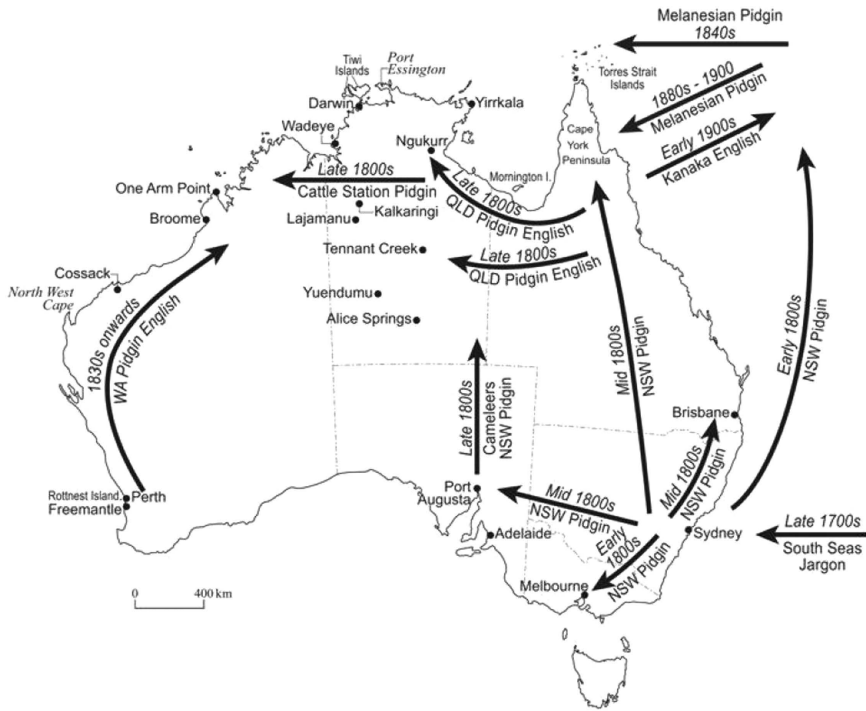 Melanesian Pidgin
1840s
Tiwi
Islands
Port
Essington
Torres Strait
Islands
1880s - 1900
Melanesian Pidgin
Darwin
Yirrkala
Wadeye
Ngukurr
Cape
York
Peninsula
Early 1900s
Kanaka English
Late 1800s
Cattle Station Pidgin
Mornington I.
One Arm Point
Kalkaringi
Late 1800s
QLD Pidgin English
Broome
Lajamanu
Tennant Creek
Late 1800s
QLD Pidgin English
Cossack
North West
Cape
Yuendumu
Alice Springs
1830s onwards
WA Pidgin English
Mid 1800s
NSW Pidgin
Early 1800s
NSW Pidgin
Late 1800s
Cameleers
NSW Pidgin
Brisbane
Mid 1800s
NSW Pidgin
Rottnest Island
Perth
Freemantle
Port
Augusta
Mid 1800s
NSW Pidgin
Adelaide
Early
1800s
NSW Pidgin
Sydney
Late 1700s
South Seas
Jargon
Melbourne
0 400 km